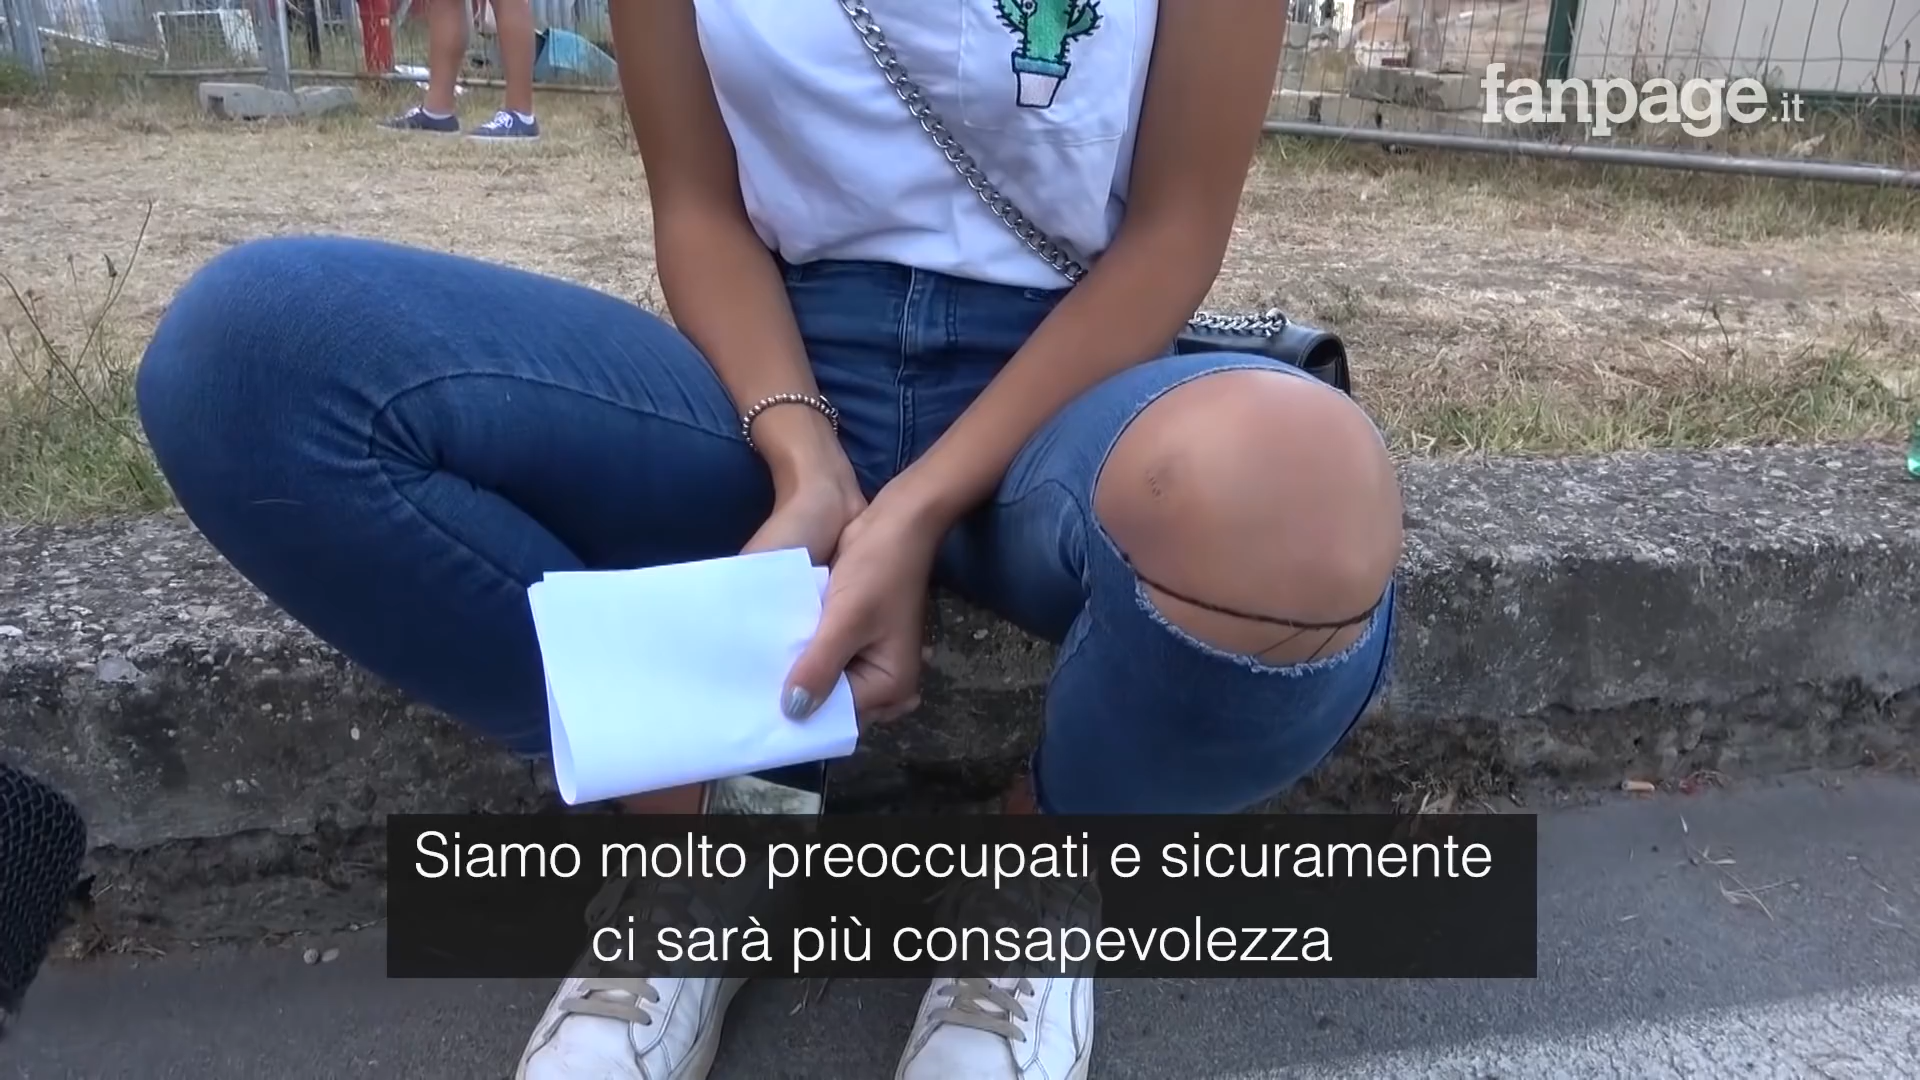 fanpage.it
Siamo molto preoccupati e sicuramente
ci sarà più consapevolezza